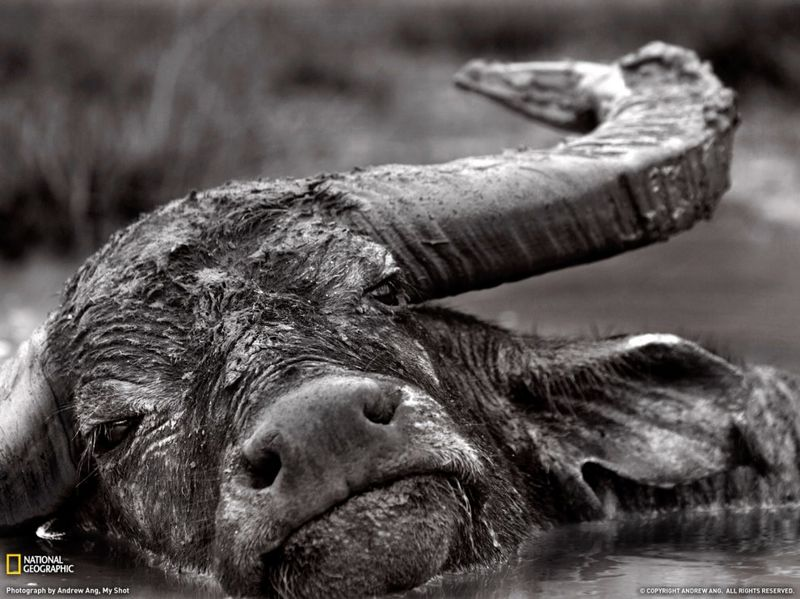 NATIONAL
GEOGRAPHIC
Photograph by Andrew Ang, My Shot
© COPYRIGHT ANDREW ANG. ALL RIGHTS RESERVED.